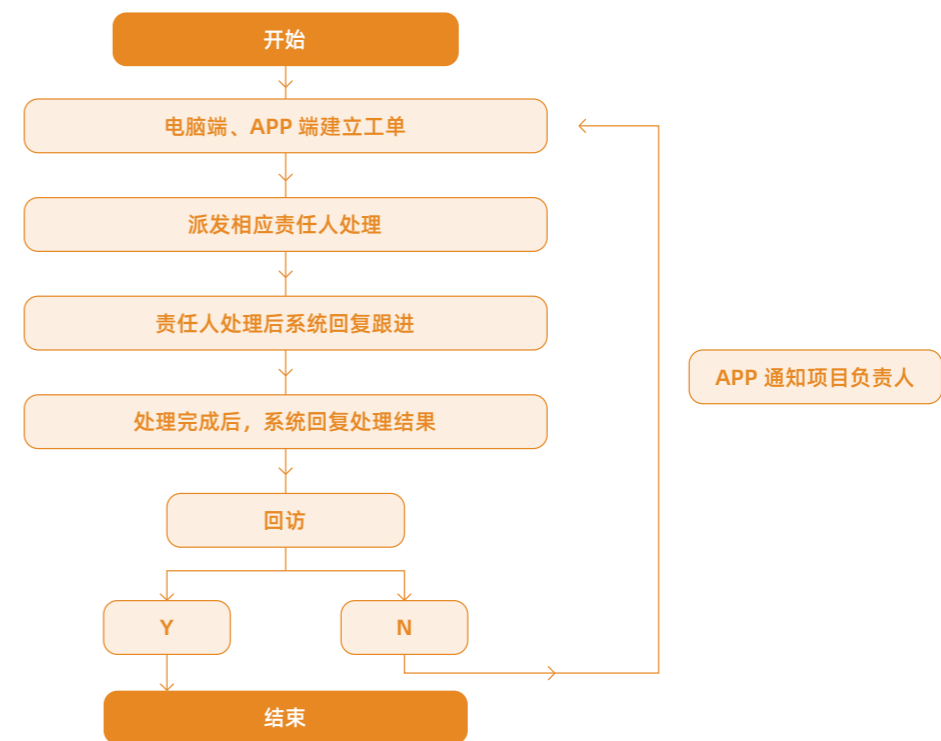 开始
电脑端、APP 端建立工单
派发相应责任人处理
责任人处理后系统回复跟进
APP 通知项目负责人
处理完成后，系统回复处理结果
回访
Y
N
结束